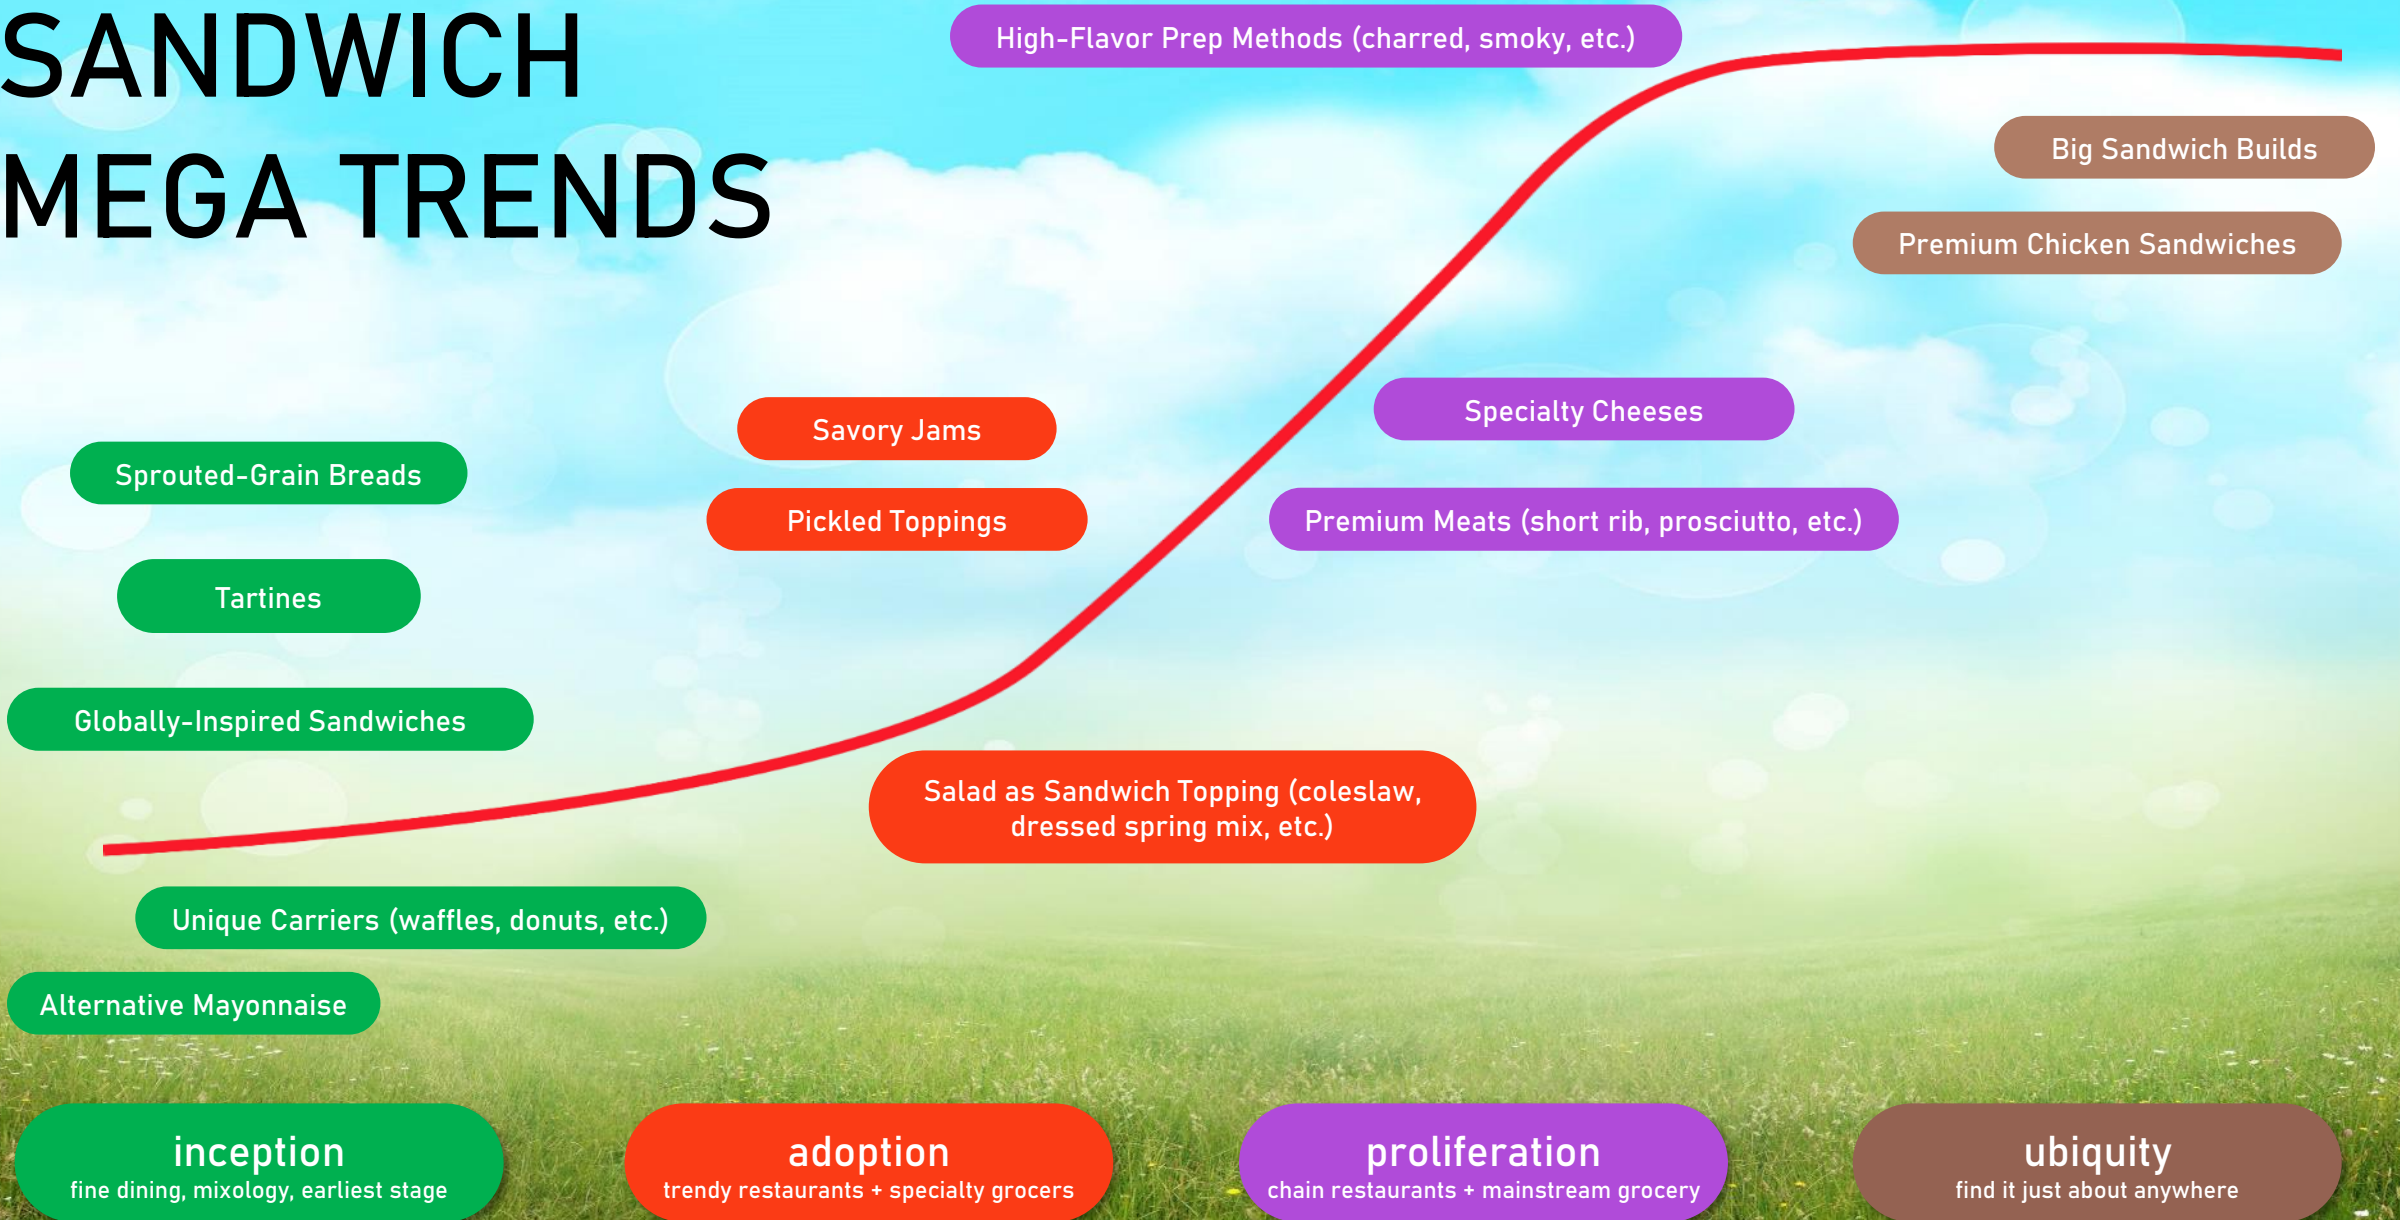 SANDWICH
MEGA TRENDS
High-Flavor Prep Methods (charred, smoky, etc.)
Big Sandwich Builds
Premium Chicken Sandwiches
Savory Jams
Specialty Cheeses
Sprouted-Grain Breads
Pickled Toppings
Premium Meats (short rib, prosciutto, etc.)
Tartines
Globally-Inspired Sandwiches
Salad as Sandwich Topping (coleslaw,
dressed spring mix, etc.)
Unique Carriers (waffles, donuts, etc.)
Alternative Mayonnaise
inception
fine dining, mixology, earliest stage
adoption
trendy restaurants + specialty grocers
proliferation
chain restaurants + mainstream grocery
ubiquity
find it just about anywhere